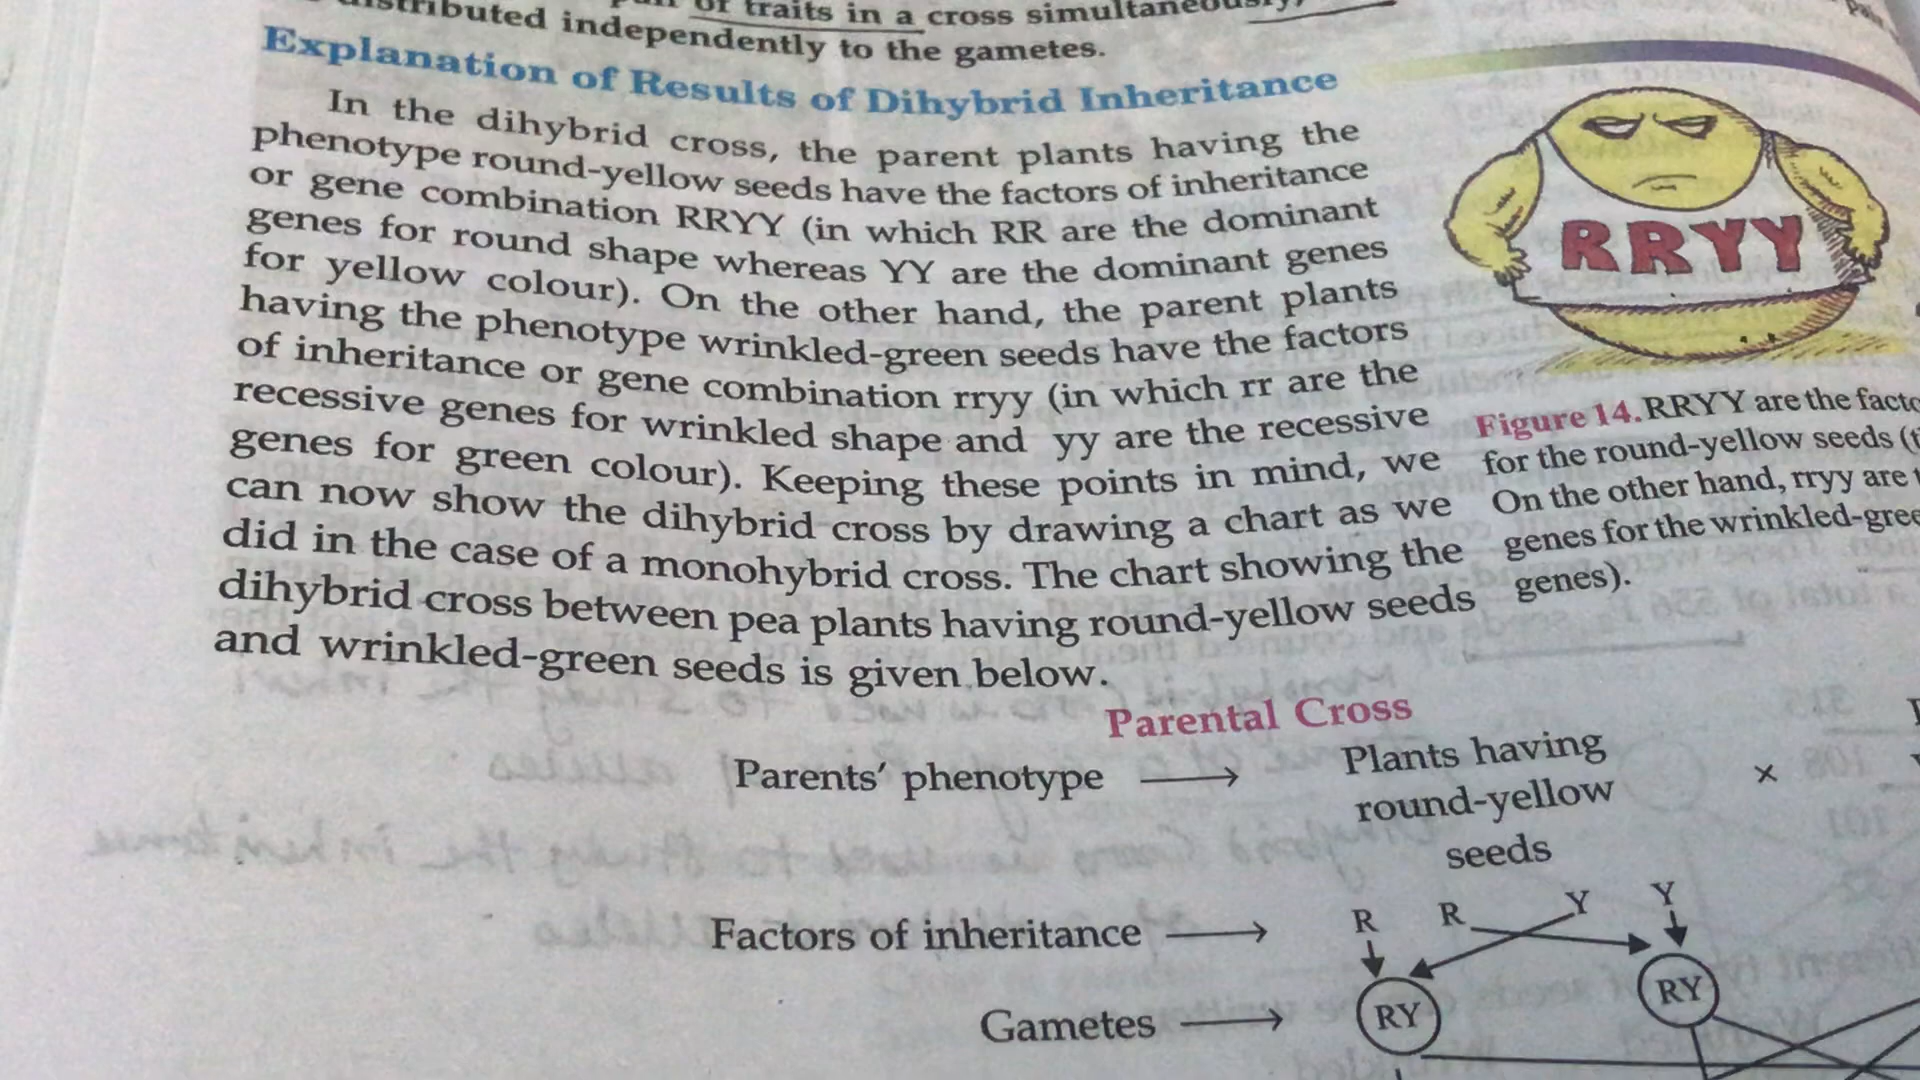 of traits in a cross simultaneously,
distributed independently to the gametes.
Explanation of Results of Dihybrid Inheritance
In the dihybrid cross, the parent plants having the
phenotype round-yellow seeds have the factors of inheritance
or gene combination RRYY (in which RR are the dominant
genes for round shape whereas YY are the dominant genes
for yellow colour). On the other hand, the parent plants
having the phenotype wrinkled-green seeds have the factors
of inheritance or gene combination rryy (in which rr are the
recessive genes for wrinkled shape and yy are the recessive
genes for green colour). Keeping these points in mind, we
can now show the dihybrid cross by drawing a chart as we
did in the case of a monohybrid cross. The chart showing the
dihybrid cross between pea plants having round-yellow seeds
and wrinkled-green seeds is given below.
RRYY
Figure 14. RRYY are the
for the round-yellow seeds
On the other hand, rryy are
genes for the
genes).
Parental Cross
Parents' phenotype ⟶ Plants having
round-yellow
seeds
×
Factors of inheritance ⟶ R R Y Y
Gametes ⟶ RY RY